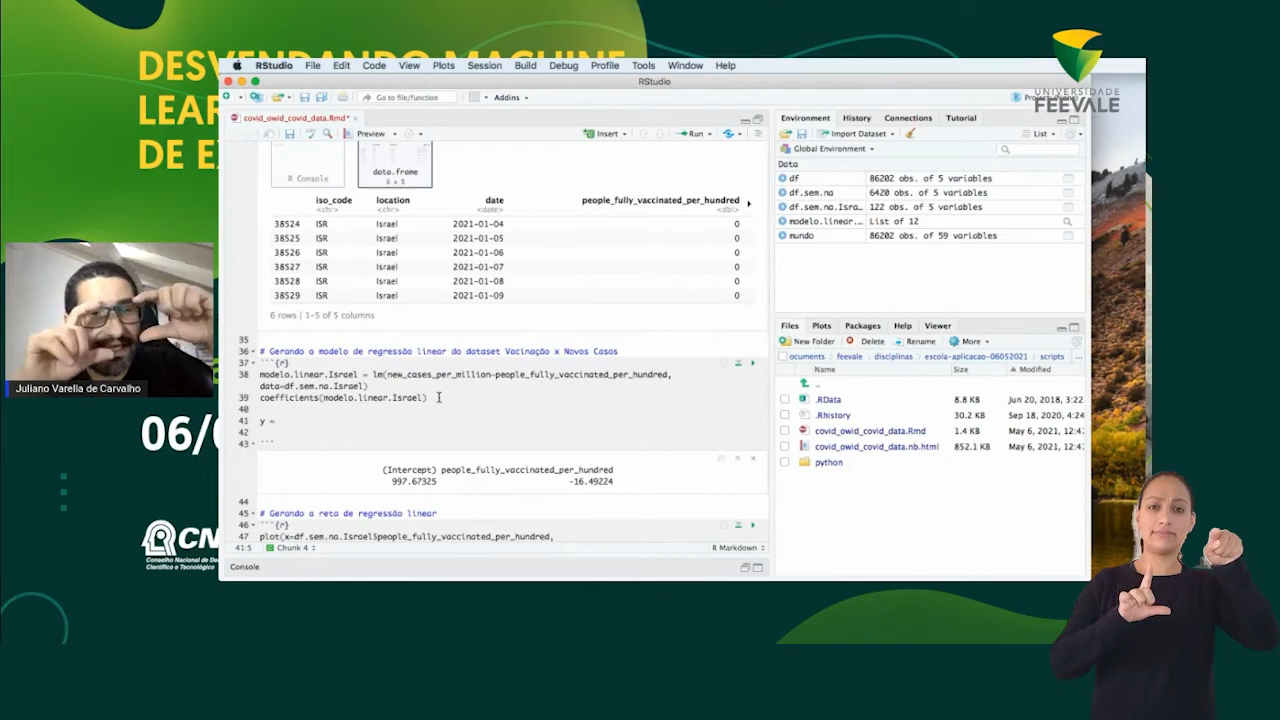 DESVENDANDO MACHINE
LEAR
DE E
06/0
CN
Conselho Nacional de De
Científico e Tecnológico
UNIVERSIDADE
FEEVALE
Juliano Varella de Carvalho
RStudio File Edit Code View Plots Session Build Debug Profile Tools Window Help
RStudio
Go to file/function Addins
covid_owid_covid_data.Rmd*
Preview Insert Run
R Console
data.frame
6 x 5
iso_code location date people_fully_vaccinated_per_hundred
<chr> <chr> <date> <dbl>
38524 ISR Israel 2021-01-04 0
38525 ISR Israel 2021-01-05 0
38526 ISR Israel 2021-01-06 0
38527 ISR Israel 2021-01-07 0
38528 ISR Israel 2021-01-08 0
38529 ISR Israel 2021-01-09 0
6 rows | 1-5 of 5 columns
35
36 # Gerando o modelo de regressão linear do dataset Vacinação x Novos Casos
37 ```{r}
38 modelo.linear.Israel = lm(new_cases_per_million~people_fully_vaccinated_per_hundred,
data=df.sem.na.Israel)
39 coefficients(modelo.linear.Israel)
40
41 y =
42
43 ```
(Intercept) people_fully_vaccinated_per_hundred
997.67325 -16.49224
44
45 # Gerando a reta de regressão linear
46 ```{r}
47 plot(x=df.sem.na.Israel$people_fully_vaccinated_per_hundred,
41:5 Chunk 4 R Markdown
Console
Environment History Connections Tutorial
Import Dataset List
Global Environment
Data
df 86202 obs. of 5 variables
df.sem.na 6420 obs. of 5 variables
df.sem.na.Isra… 122 obs. of 5 variables
modelo.linear.… List of 12
mundo 86202 obs. of 59 variables
Files Plots Packages Help Viewer
New Folder Delete Rename More
ocuments feevale disciplinas escola-aplicacao-06052021 scripts ...
Name Size Modified
..
.RData 8.8 KB Jun 20, 2018, 3:22
.Rhistory 30.2 KB Sep 18, 2020, 4:24
covid_owid_covid_data.Rmd 1.4 KB May 6, 2021, 12:4
covid_owid_covid_data.nb.html 852.1 KB May 6, 2021, 12:4
python